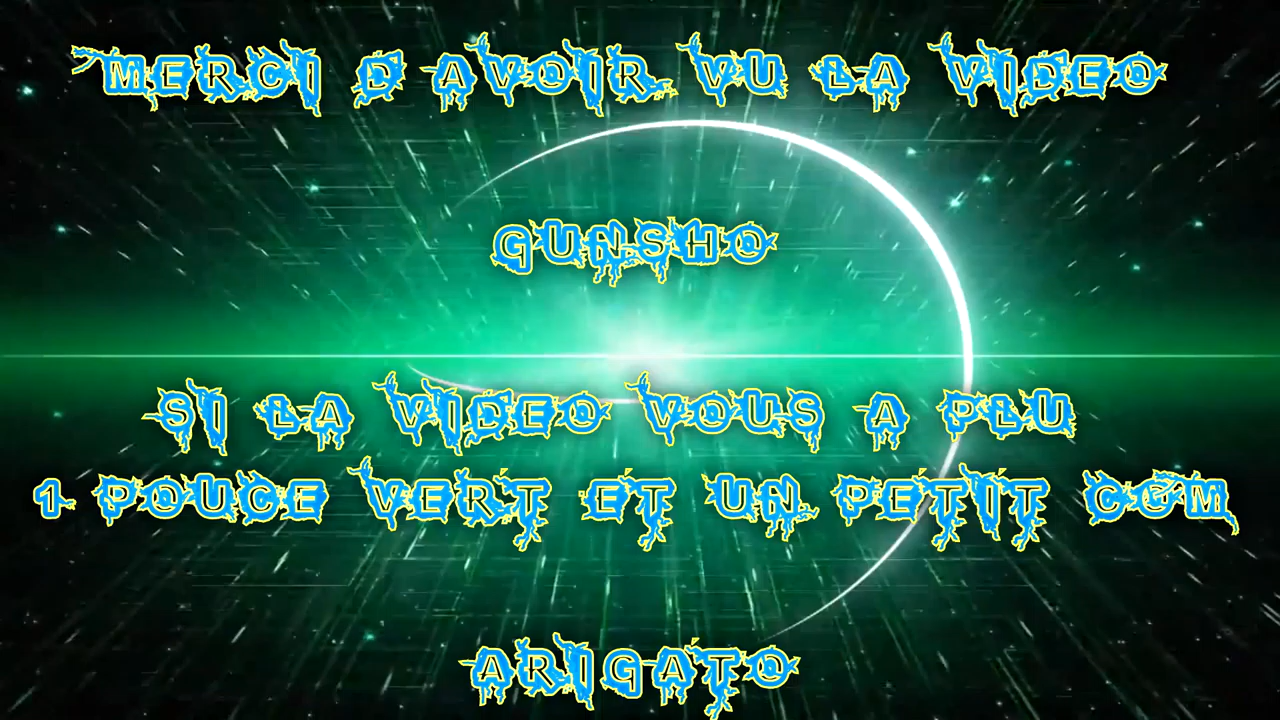 MERCI D AVOIR VU LA VIDEO
GUNSHO
SI LA VIDEO VOUS A PLU
1 POUCE VERT ET UN PETIT COM
ARIGATO